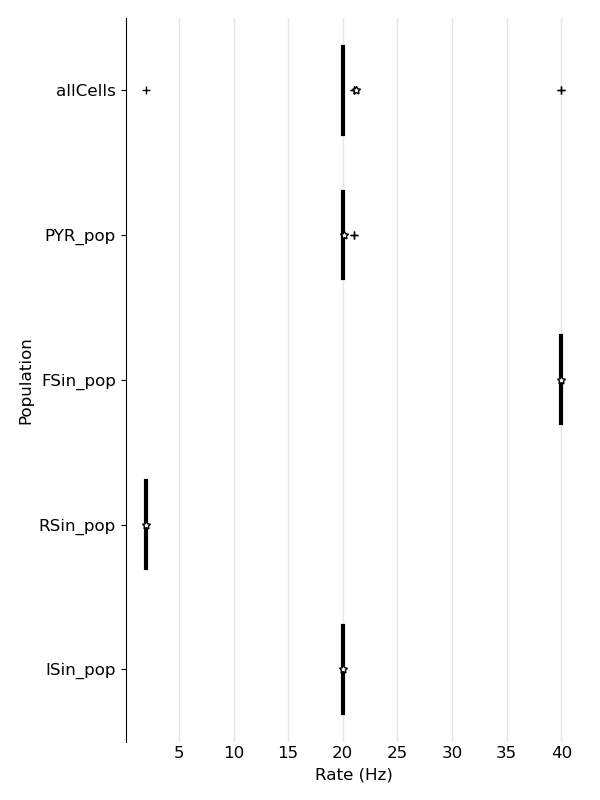 allCells
PYR_pop
FSin_pop
RSin_pop
ISin_pop
Population
5 10 15 20 25 30 35 40
Rate (Hz)